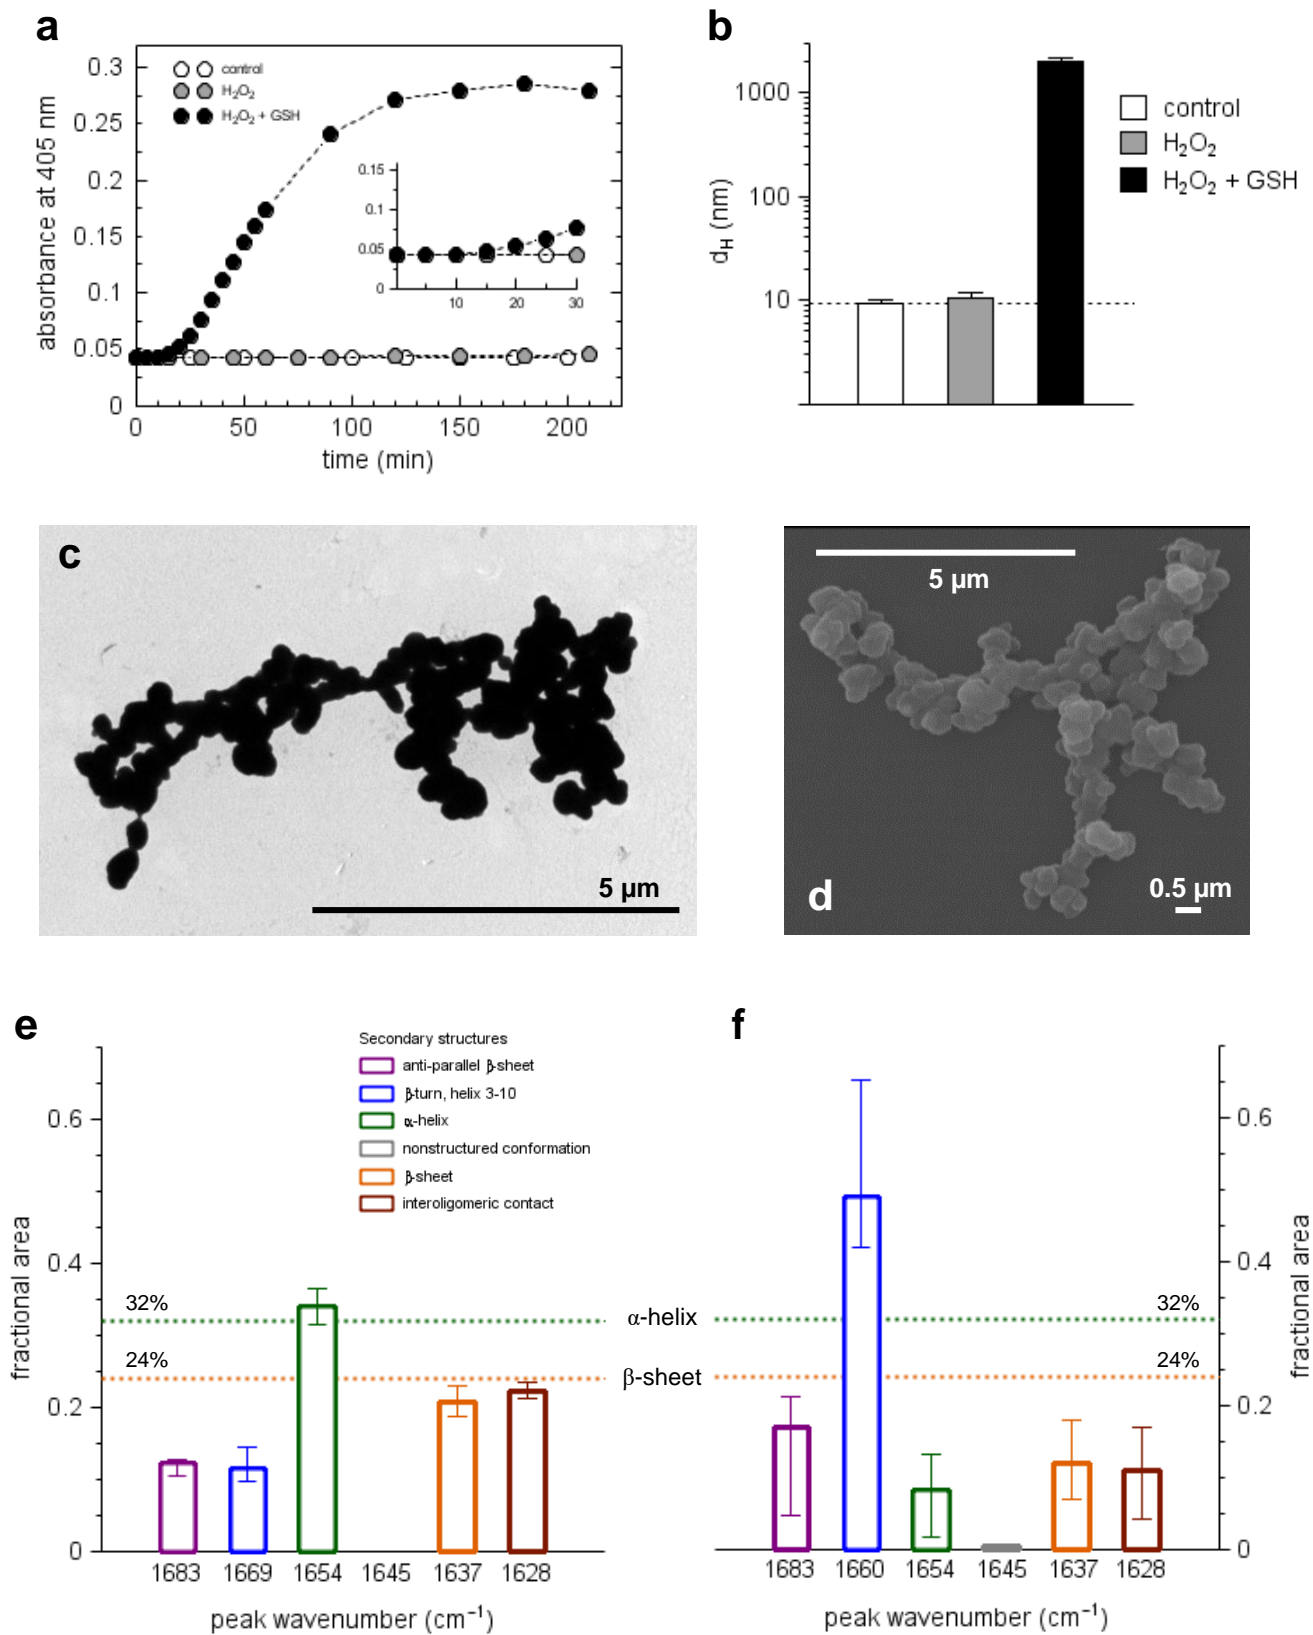 a
absorbance at 405 nm
0.3
0.25
0.2
0.15
0.1
0.05
0
control
H₂O₂
H₂O₂ + GSH
0.15
0.1
0.05
0
10
20
30
0
50
100
150
200
time (min)
b
d_H (nm)
1000
100
10
control
H₂O₂
H₂O₂ + GSH
c
5 µm
5 µm
d
0.5 µm
e
Secondary structures
anti-parallel β-sheet
β-turn, helix 3-10
α-helix
nonstructured conformation
β-sheet
interoligomeric contact
fractional area
0.6
0.4
0.2
0
32%
24%
1683
1669
1654
1645
1637
1628
peak wavenumber (cm⁻¹)
α-helix
β-sheet
f
32%
24%
0.6
0.4
0.2
0
fractional area
1683
1660
1654
1645
1637
1628
peak wavenumber (cm⁻¹)